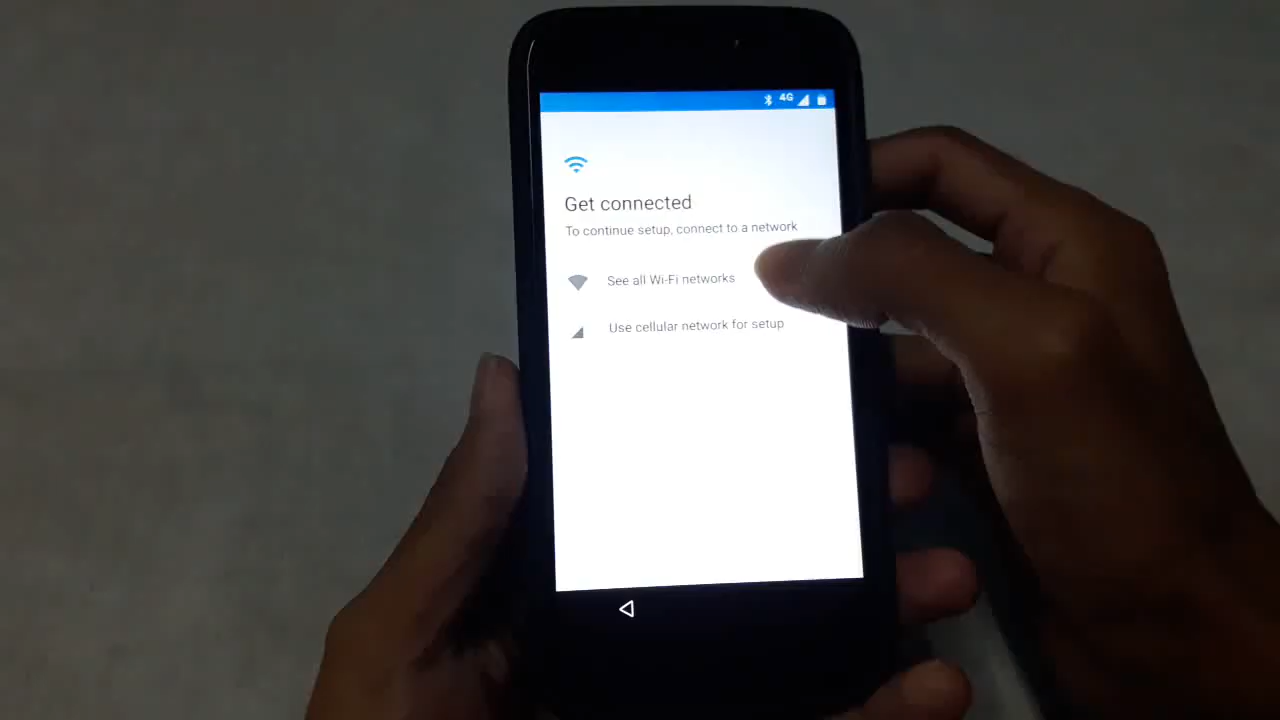 4G
Get connected
To continue setup, connect to a network
See all Wi-Fi networks
Use cellular network for setup